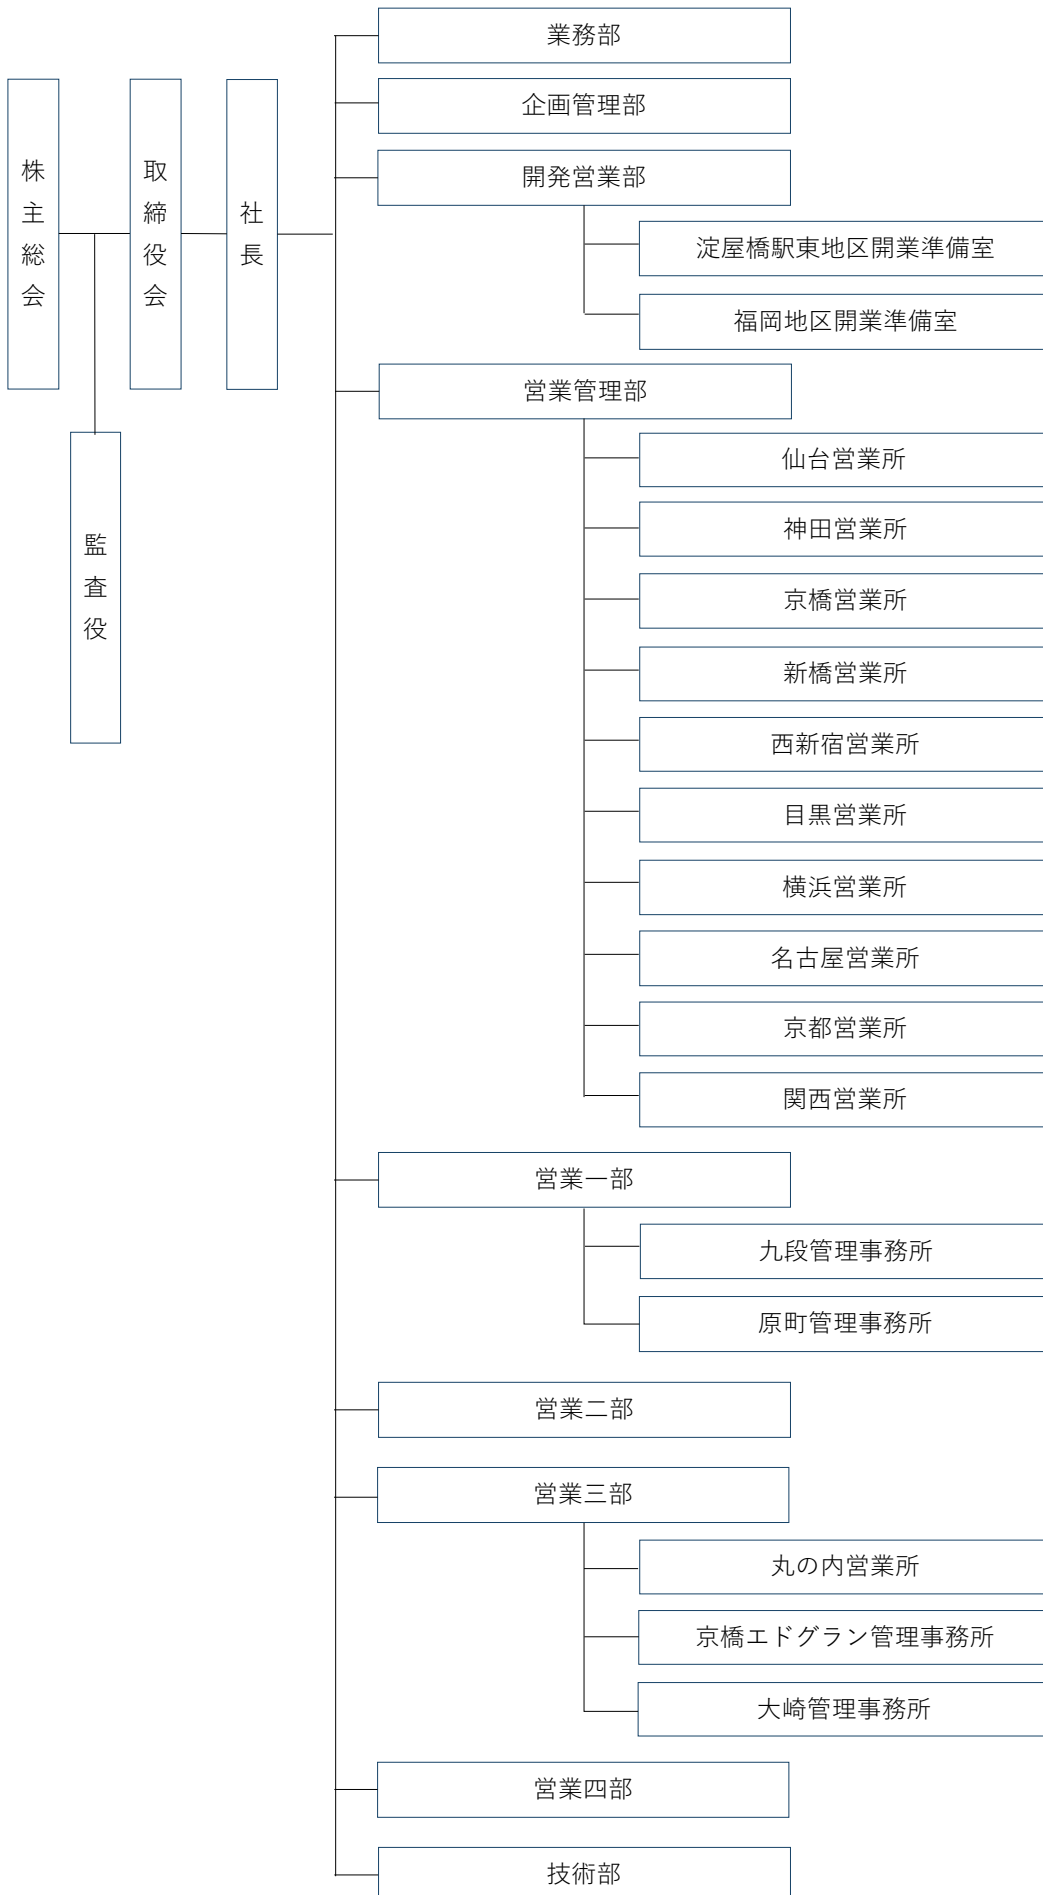 株主総会
取締役会
社長
監査役
業務部
企画管理部
開発営業部
淀屋橋駅東地区開業準備室
福岡地区開業準備室
営業管理部
仙台営業所
神田営業所
京橋営業所
新橋営業所
西新宿営業所
目黒営業所
横浜営業所
名古屋営業所
京都営業所
関西営業所
営業一部
九段管理事務所
原町管理事務所
営業二部
営業三部
丸の内営業所
京橋エドグラン管理事務所
大崎管理事務所
営業四部
技術部